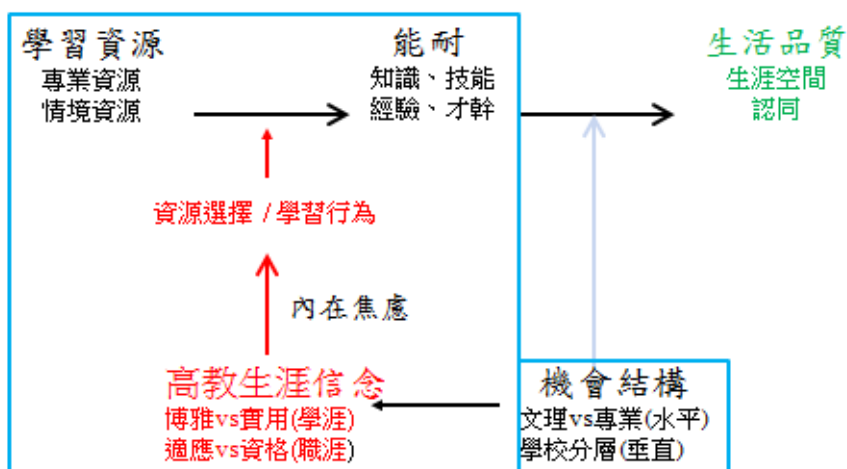 學習資源
專業資源
情境資源
能耐
知識、技能
經驗、才幹
生活品質
生涯空間
認同
資源選擇 / 學習行為
內在焦慮
高教生涯信念
博雅vs實用(學涯)
適應vs資格(職涯)
機會結構
文理vs專業(水平)
學校分層(垂直)